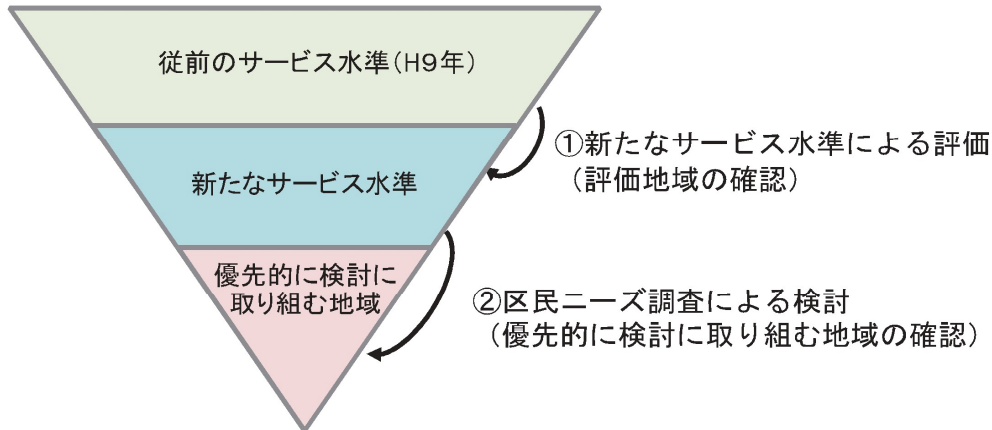 従前のサービス水準(H9年)
①新たなサービス水準による評価
(評価地域の確認)
新たなサービス水準
優先的に検討に
取り組む地域
②区民ニーズ調査による検討
(優先的に検討に取り組む地域の確認)